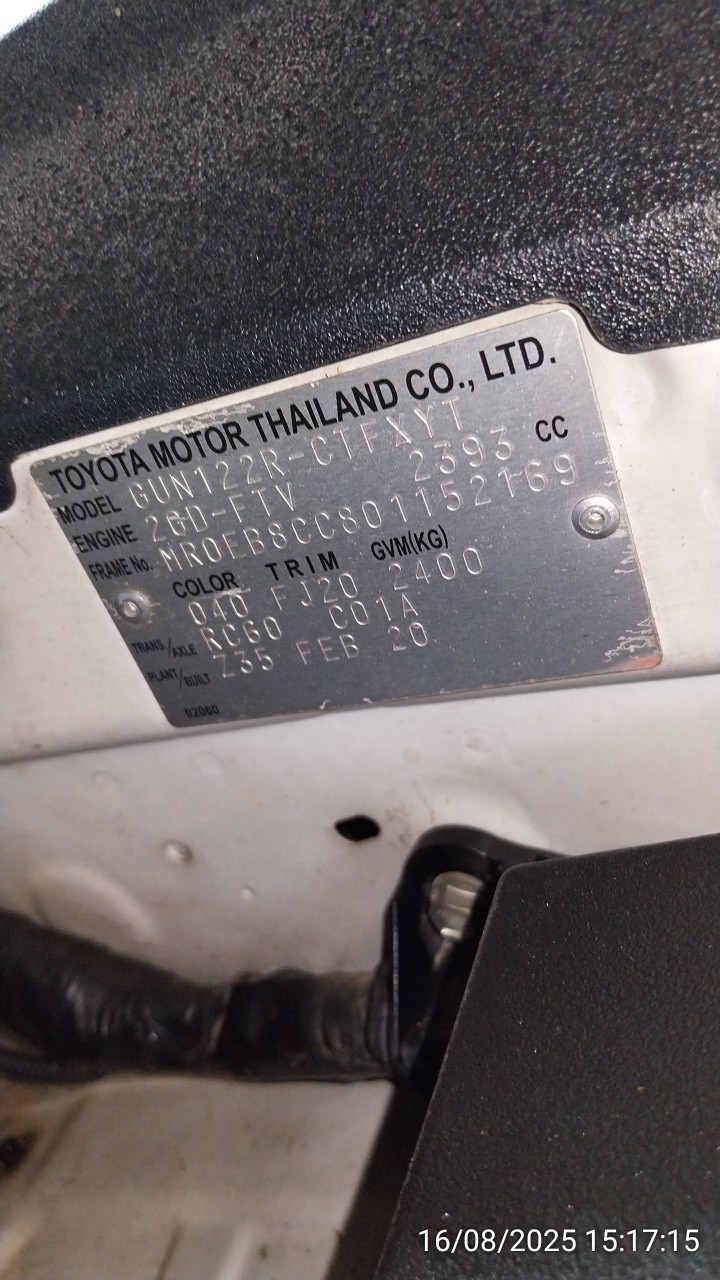 TOYOTA MOTOR THAILAND CO., LTD.
MODEL GUN122R-CTFXYT
ENGINE 2GD-FTV 2393 CC
FRAME No. MR0EB8CC801152169
COLOR TRIM GVM(KG)
040 FJ20 2400
TRANS./AXLE RC60 C01A
PLANT/BUILT Z35 FEB 20
B2060
16/08/2025 15:17:15